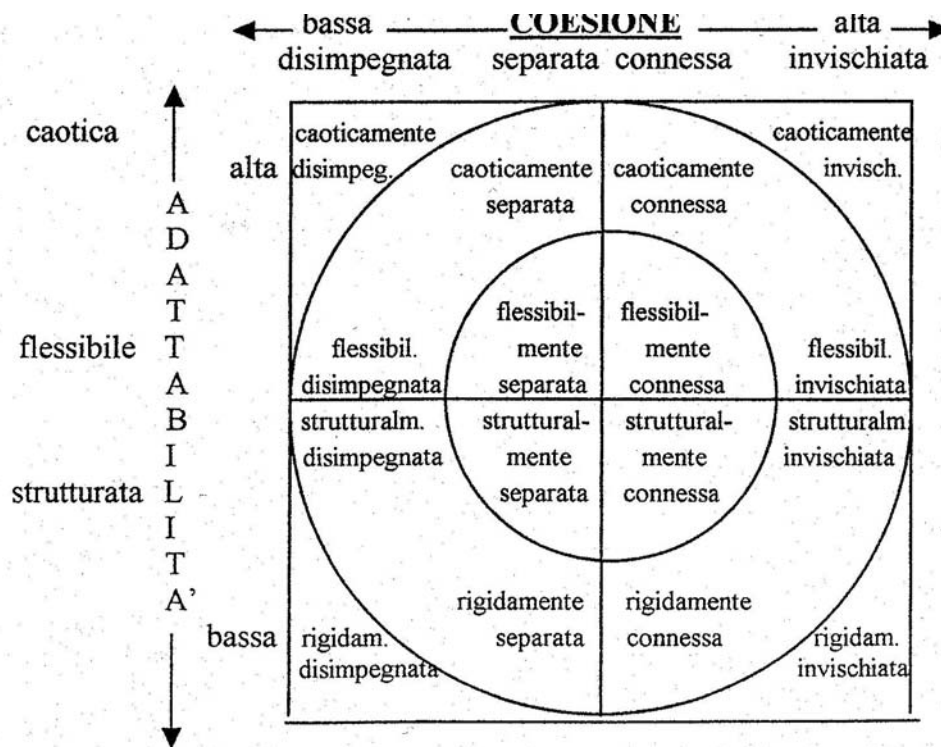 bassa COESIONE alta
disimpegnata separata connessa invischiata
caotica
alta
caoticamente
disimpeg.
caoticamente
separata
caoticamente
connessa
caoticamente
invisch.
ADATTABILITA'
flessibile
flessibil.
disimpegnata
flessibil-
mente
separata
flessibil-
mente
connessa
flessibil.
invischiata
strutturata
strutturalm.
disimpegnata
struttural-
mente
separata
struttural-
mente
connessa
strutturalm.
invischiata
bassa
rigidam.
disimpegnata
rigidamente
separata
rigidamente
connessa
rigidam.
invischiata